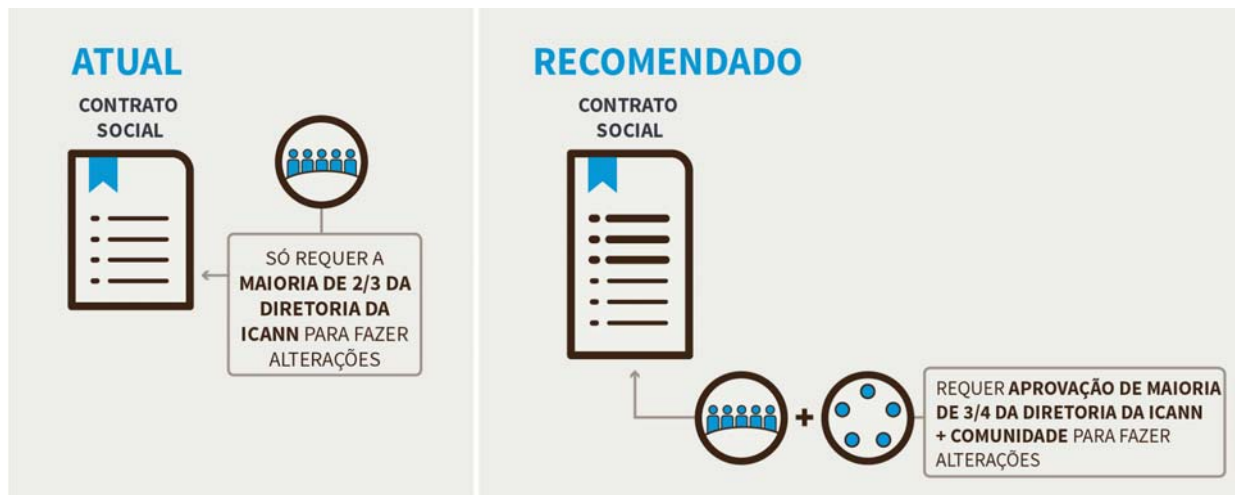 ATUAL
CONTRATO
SOCIAL
SÓ REQUER A
MAIORIA DE 2/3 DA
DIRETORIA DA
ICANN PARA FAZER
ALTERAÇÕES
RECOMENDADO
CONTRATO
SOCIAL
+
REQUER APROVAÇÃO DE MAIORIA
DE 3/4 DA DIRETORIA DA ICANN
+ COMUNIDADE PARA FAZER
ALTERAÇÕES